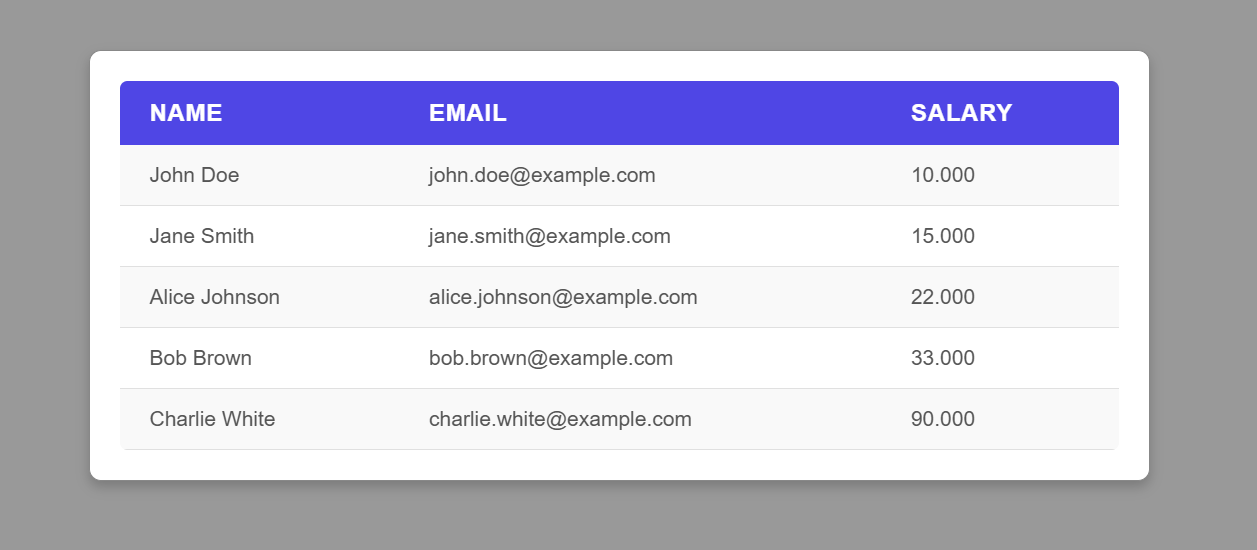 NAME EMAIL SALARY
John Doe john.doe@example.com 10.000
Jane Smith jane.smith@example.com 15.000
Alice Johnson alice.johnson@example.com 22.000
Bob Brown bob.brown@example.com 33.000
Charlie White charlie.white@example.com 90.000